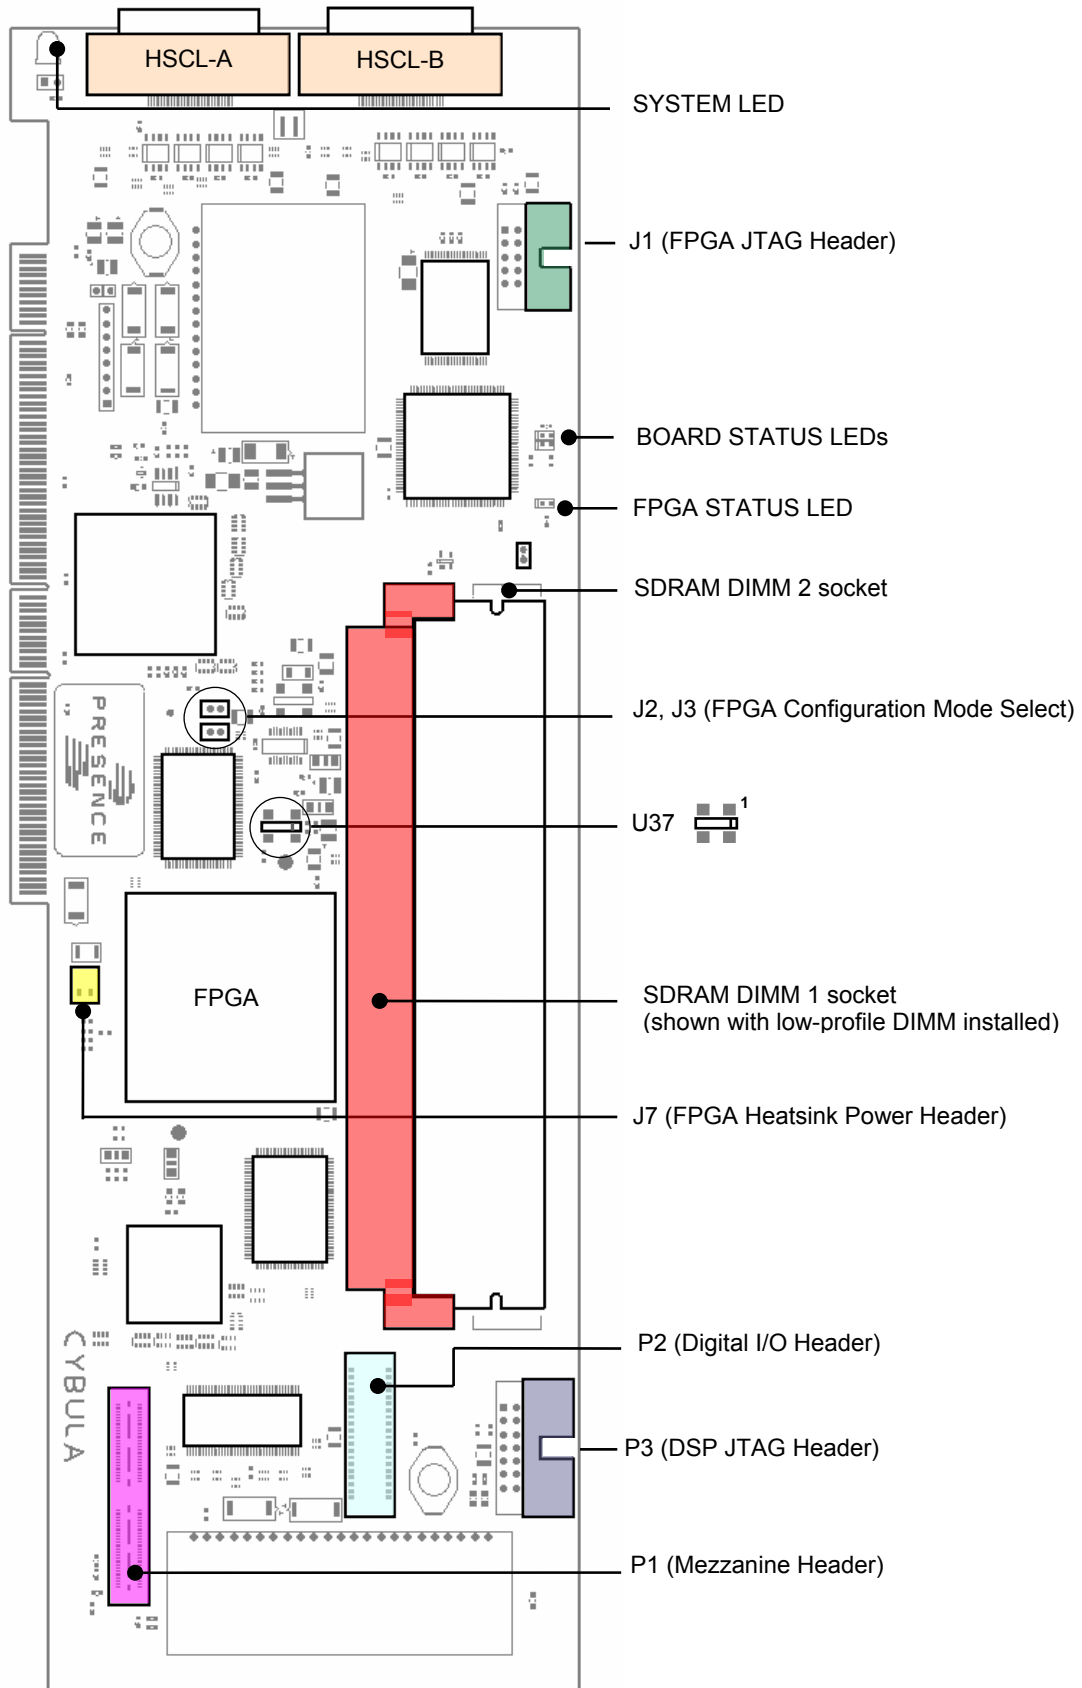 HSCL-A
HSCL-B
SYSTEM LED
J1 (FPGA JTAG Header)
BOARD STATUS LEDs
FPGA STATUS LED
SDRAM DIMM 2 socket
J2, J3 (FPGA Configuration Mode Select)
PRESENCE
U37
1
FPGA
SDRAM DIMM 1 socket
(shown with low-profile DIMM installed)
J7 (FPGA Heatsink Power Header)
P2 (Digital I/O Header)
CYBULA
P3 (DSP JTAG Header)
P1 (Mezzanine Header)